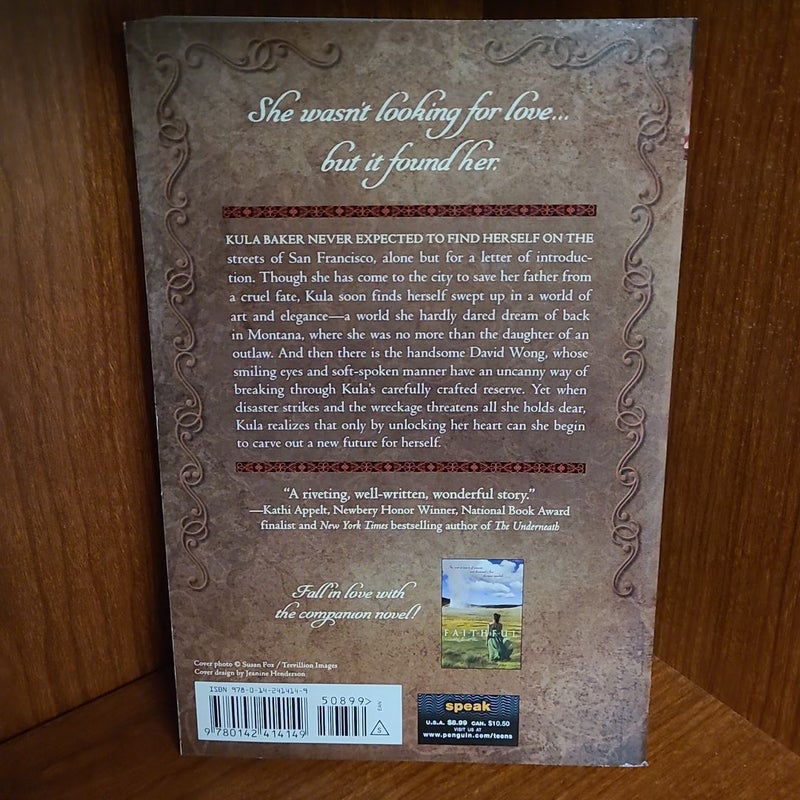 She wasn't looking for love...
but it found her.
KULA BAKER NEVER EXPECTED TO FIND HERSELF ON THE
streets of San Francisco, alone but for a letter of introduc-
tion. Though she has come to the city to save her father from
a cruel fate, Kula soon finds herself swept up in a world of
art and elegance—a world she hardly dared dream of back
in Montana, where she was no more than the daughter of an
outlaw. And then there is the handsome David Wong, whose
smiling eyes and soft-spoken manner have an uncanny way of
breaking through Kula's carefully crafted reserve. Yet when
disaster strikes and the wreckage threatens all she holds dear,
Kula realizes that only by unlocking her heart can she begin
to carve out a new future for herself.
"A riveting, well-written, wonderful story."
—Kathi Appelt, Newbery Honor Winner, National Book Award
finalist and New York Times bestselling author of The Underneath
Fall in love with
the companion novel!
FAITHFUL
Cover photo © Susan Fox / Trevillion Images
Cover design by Jeanine Henderson
ISBN 978-0-14-241414-9
50899>
EAN
S
9 780142 414149
speak
U.S.A. $8.99 CAN. $10.50
VISIT US AT
www.penguin.com/teens